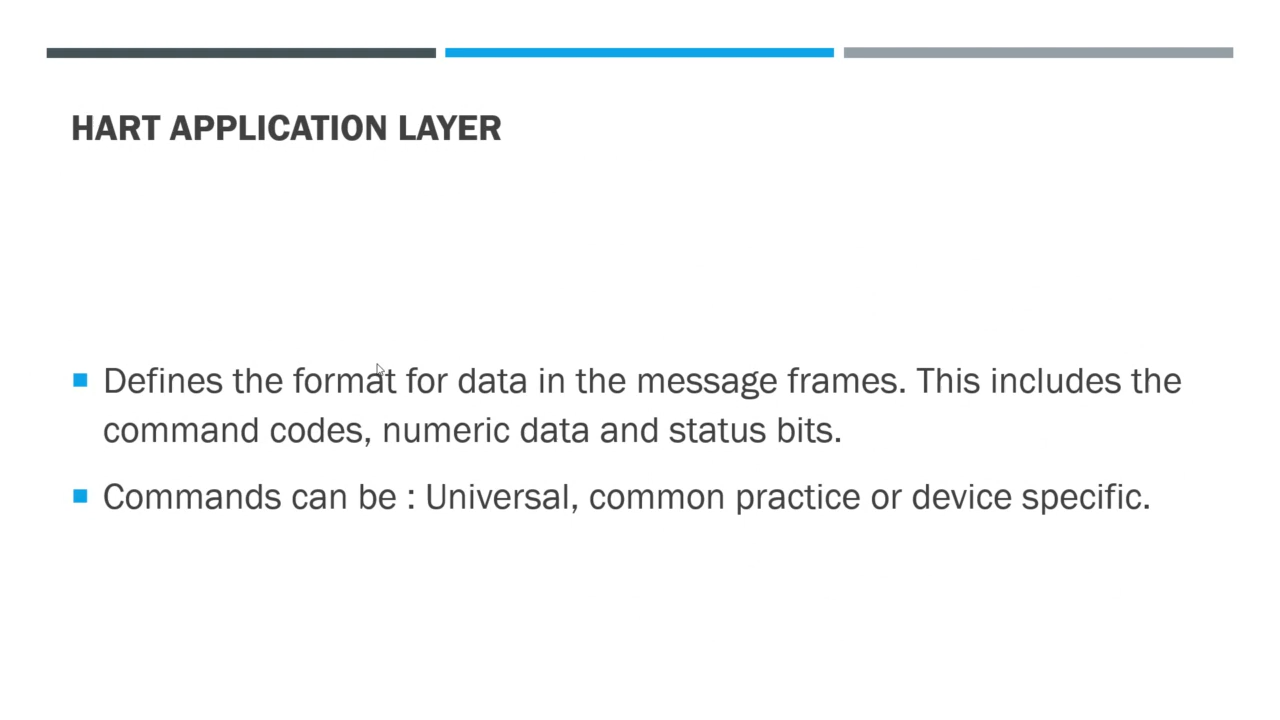 HART APPLICATION LAYER
Defines the format for data in the message frames. This includes the
command codes, numeric data and status bits.
Commands can be : Universal, common practice or device specific.